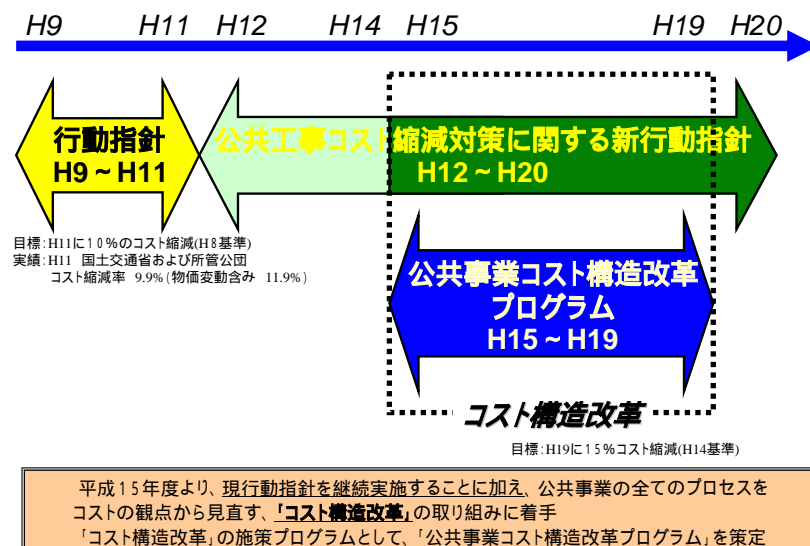 H9 H11 H12 H14 H15 H19 H20
行動指針
H9～H11
公共工事コスト縮減対策に関する新行動指針
H12～H20
目標:H11に10%のコスト縮減(H8基準)
実績:H11 国土交通省および所管公団
コスト縮減率 9.9%(物価変動含み 11.9%)
公共事業コスト構造改革
プログラム
H15～H19
コスト構造改革
目標:H19に15%コスト縮減(H14基準)
平成15年度より、現行動指針を継続実施することに加え、公共事業の全てのプロセスを
コストの観点から見直す、「コスト構造改革」の取り組みに着手
「コスト構造改革」の施策プログラムとして、「公共事業コスト構造改革プログラム」を策定